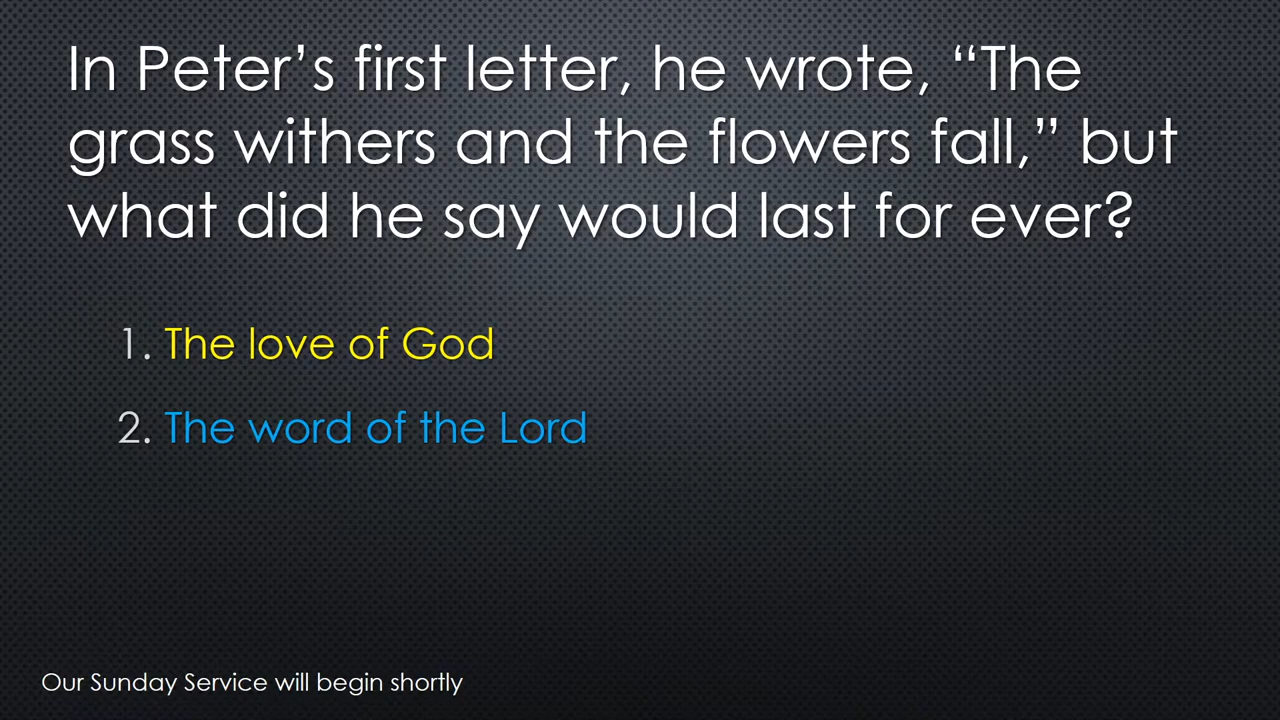 In Peter’s first letter, he wrote, “The
grass withers and the flowers fall,” but
what did he say would last for ever?
1. The love of God
2. The word of the Lord
Our Sunday Service will begin shortly